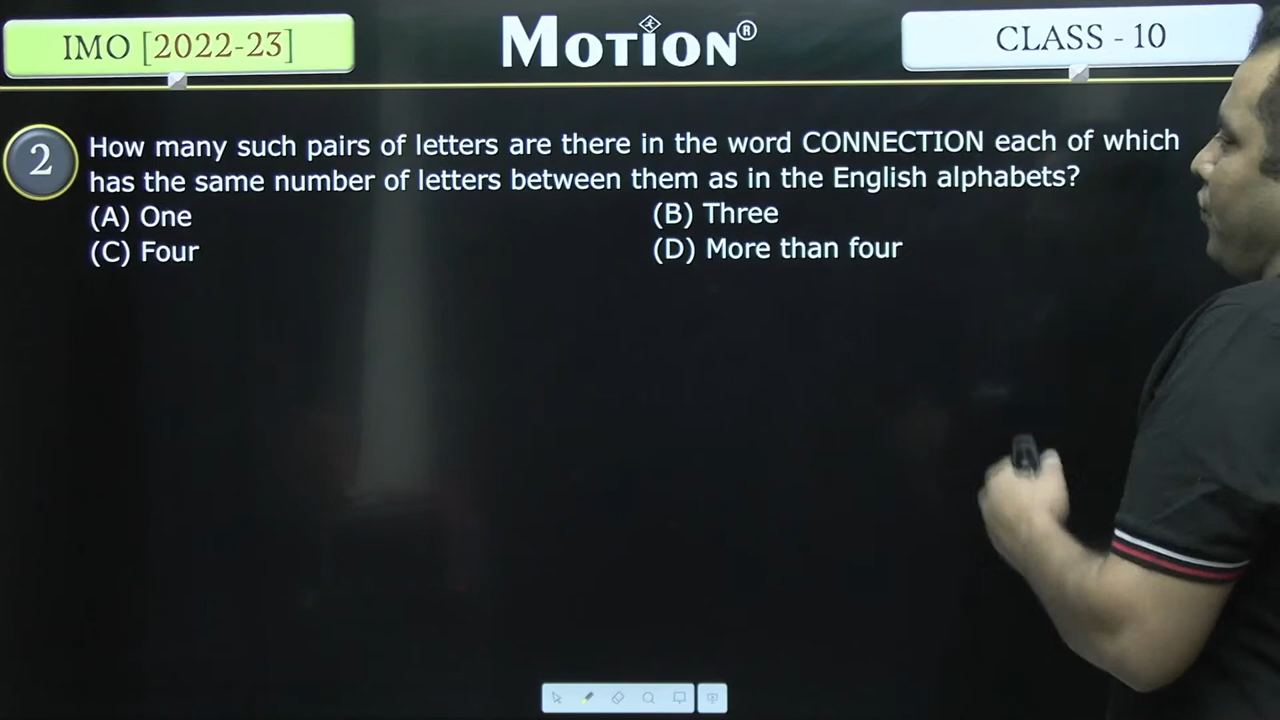 IMO [2022-23]
MOTION®
CLASS - 10
2
How many such pairs of letters are there in the word CONNECTION each of which
has the same number of letters between them as in the English alphabets?
(A) One
(B) Three
(C) Four
(D) More than four